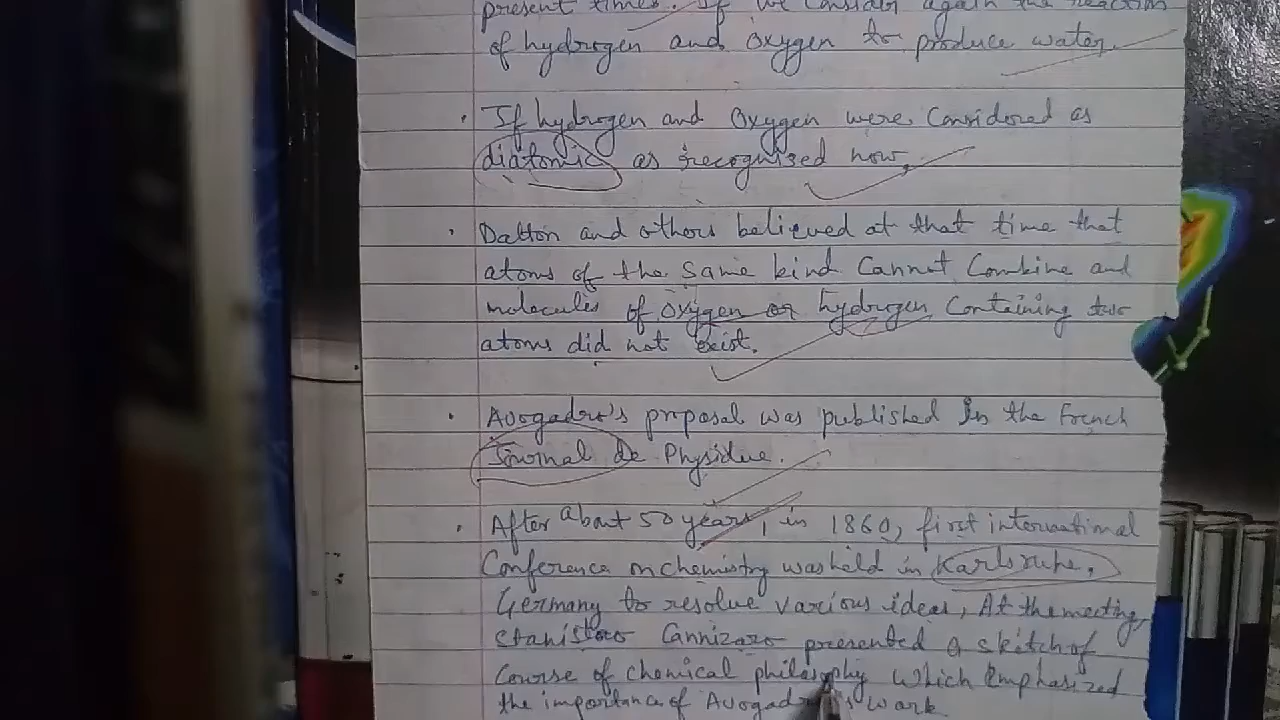 present times. If we consider again the reaction
of hydrogen and oxygen to produce water.
· If hydrogen and Oxygen were Considered as
diatomic as recognised now,
· Dalton and others believed at that time that
atoms of the same kind Cannot Combine and
molecules of oxygen or hydrogen Containing two
atoms did not exist.
· Avogadro's proposal was published In the French
Journal de Physidue.
· After about 50 years, in 1860, first international
Conference on chemistry was held in Karlsruhe,
Germany to resolve various ideas, At the meeting,
Cannizaro presented a sketch of
Course of chemical philosophy which Emphasized
the importance of Avogadro's work